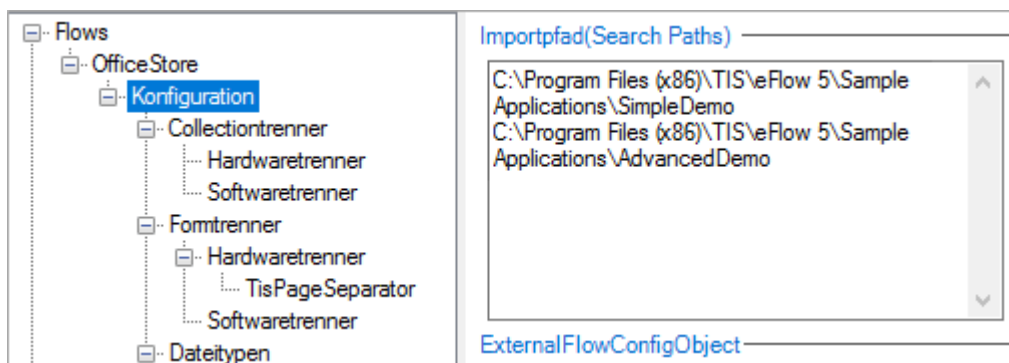 Flows
OfficeStore
Konfiguration
Collectiontrenner
Hardwaretrenner
Softwaretrenner
Formtrenner
Hardwaretrenner
TisPageSeparator
Softwaretrenner
Dateitypen
Importpfad(Search Paths)
C:\Program Files (x86)\TIS\eFlow 5\Sample
Applications\SimpleDemo
C:\Program Files (x86)\TIS\eFlow 5\Sample
Applications\AdvancedDemo
ExternalFlowConfigObject